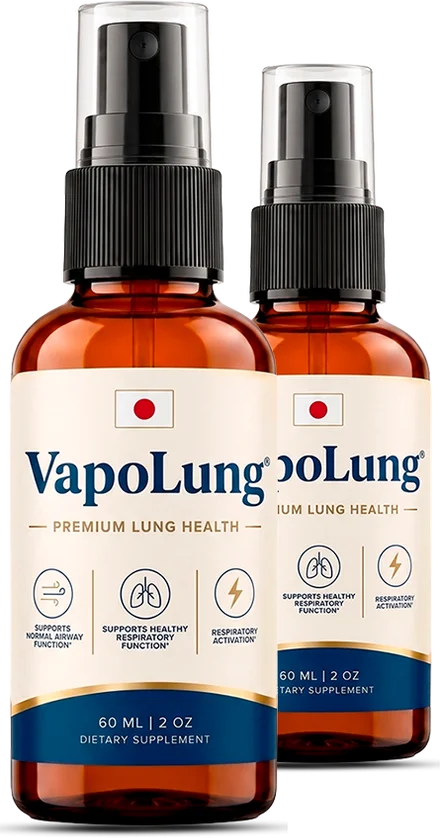 VapoLung®
PREMIUM LUNG HEALTH
SUPPORTS
NORMAL AIRWAY
FUNCTION*
SUPPORTS HEALTHY
RESPIRATORY
FUNCTION*
RESPIRATORY
ACTIVATION*
60 ML | 2 OZ
DIETARY SUPPLEMENT
poLung®
IUM LUNG HEALTH
SUPPORTS HEALTHY
RESPIRATORY
FUNCTION*
RESPIRATORY
ACTIVATION*
60 ML | 2 OZ
ETARY SUPPLEMENT